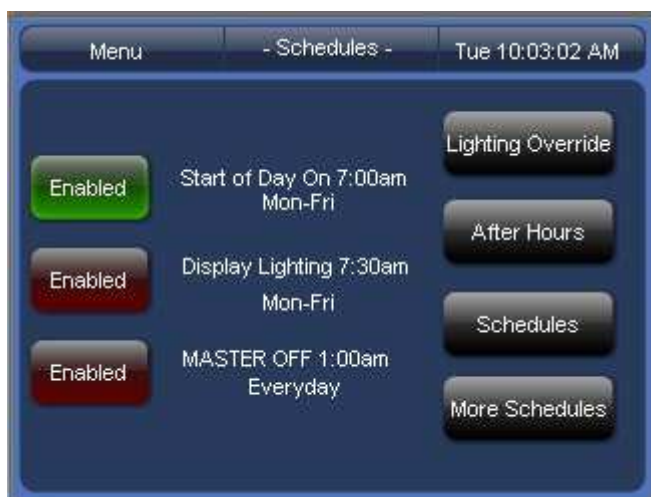 Menu
- Schedules -
Tue 10:03:02 AM
Enabled
Start of Day On 7:00am
Mon-Fri
Enabled
Display Lighting 7:30am
Mon-Fri
Enabled
MASTER OFF 1:00am
Everyday
Lighting Override
After Hours
Schedules
More Schedules